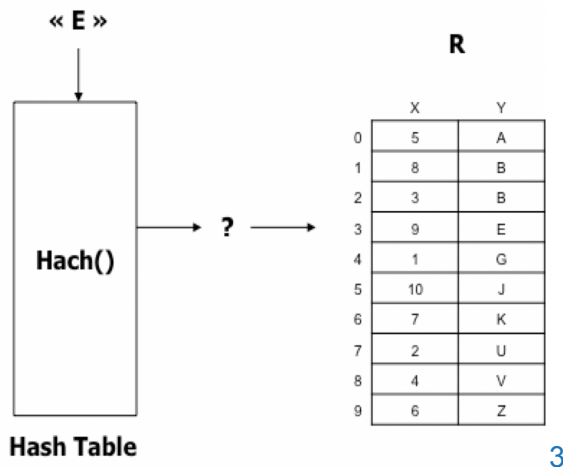 « E »
R
X Y
0 5 A
1 8 B
2 3 B
3 9 E
4 1 G
5 10 J
6 7 K
7 2 U
8 4 V
9 6 Z
Hach()
?
Hash Table
3